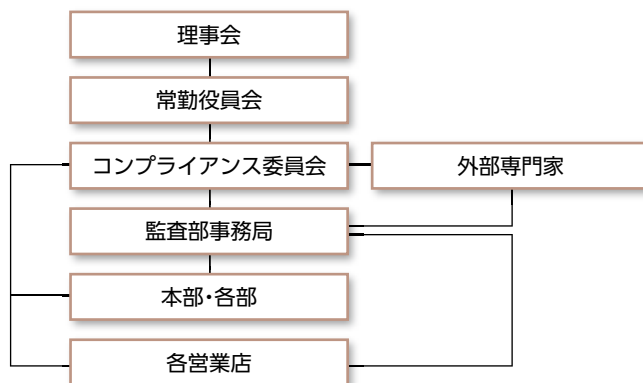 理事会
常勤役員会
コンプライアンス委員会
外部専門家
監査部事務局
本部・各部
各営業店